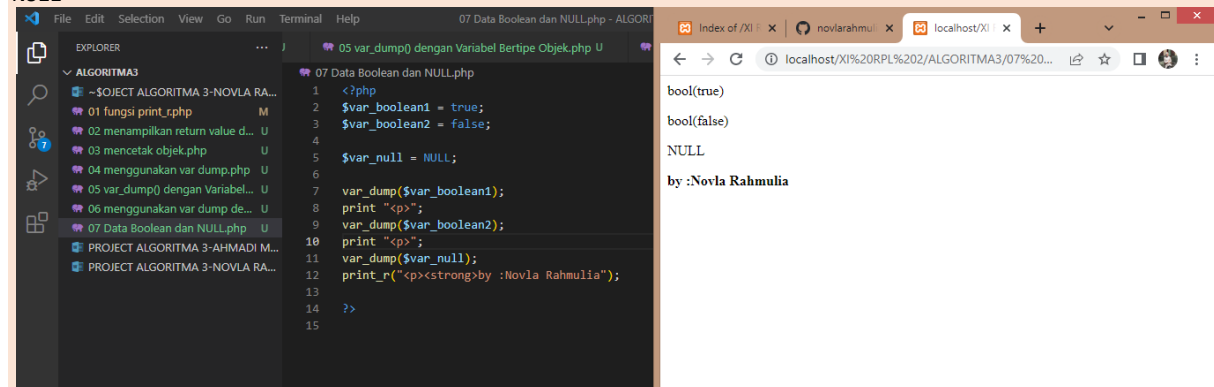 NULL
File Edit Selection View Go Run Terminal Help 07 Data Boolean dan NULL.php - ALGORI
EXPLORER ...
05 var_dump() dengan Variabel Bertipe Objek.php U
ALGORITMA3
~$OJECT ALGORITMA 3-NOVLA RA...
01 fungsi print_r.php M
02 menampilkan return value d... U
03 mencetak objek.php U
04 menggunakan var dump.php U
05 var_dump() dengan Variabel... U
06 menggunakan var dump de... U
07 Data Boolean dan NULL.php U
PROJECT ALGORITMA 3-AHMADI M...
PROJECT ALGORITMA 3-NOVLA RA...
7
07 Data Boolean dan NULL.php
1 <?php
2 $var_boolean1 = true;
3 $var_boolean2 = false;
4
5 $var_null = NULL;
6
7 var_dump($var_boolean1);
8 print "<p>";
9 var_dump($var_boolean2);
10 print "<p>";
11 var_dump($var_null);
12 print_r("<p><strong>by :Novla Rahmulia");
13
14 ?>
15
Index of /XI R
novlarahmuli
localhost/XI
localhost/XI%20RPL%202/ALGORITMA3/07%20...
bool(true)
bool(false)
NULL
by :Novla Rahmulia